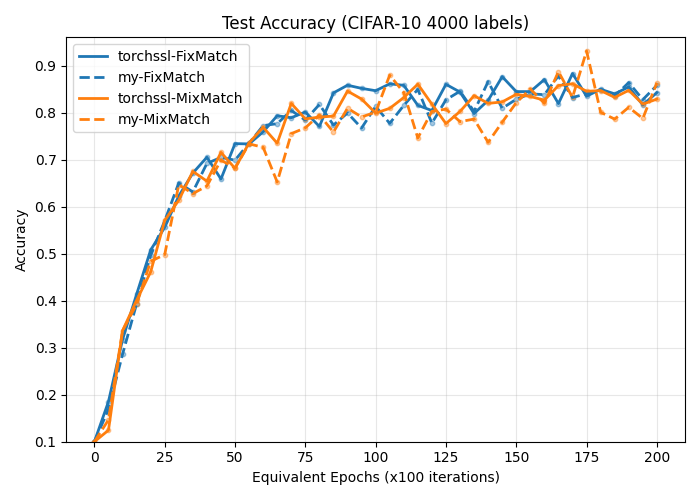 Test Accuracy (CIFAR-10 4000 labels)
torchssl-FixMatch
my-FixMatch
torchssl-MixMatch
my-MixMatch
Accuracy
0.9
0.8
0.7
0.6
0.5
0.4
0.3
0.2
0.1
0 25 50 75 100 125 150 175 200
Equivalent Epochs (x100 iterations)